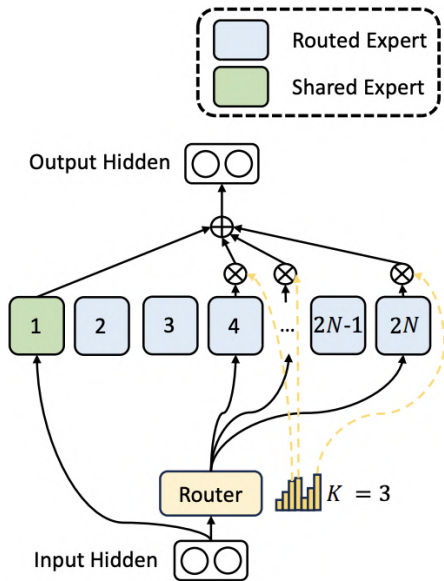 Routed Expert
Shared Expert
Output Hidden
1 2 3 4 ... 2N-1 2N
Router
K = 3
Input Hidden